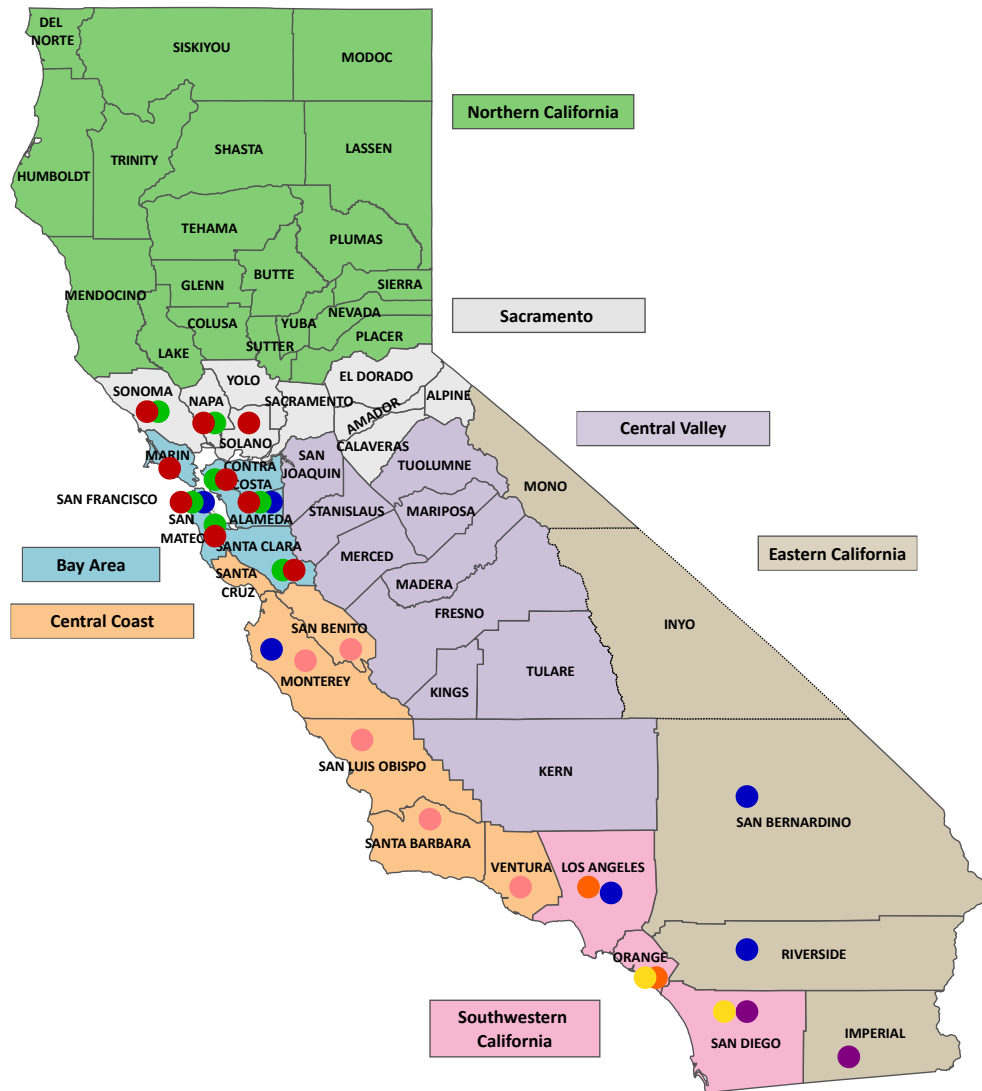 DEL
NORTE
SISKIYOU
MODOC
Northern California
HUMBOLDT
TRINITY
SHASTA
LASSEN
TEHAMA
PLUMAS
MENDOCINO
GLENN
BUTTE
SIERRA
COLUSA
YUBA
NEVADA
LAKE
SUTTER
PLACER
Sacramento
SONOMA
NAPA
YOLO
SACRAMENTO
EL DORADO
ALPINE
AMADOR
SOLANO
CALAVERAS
Central Valley
MARIN
CONTRA
COSTA
SAN
JOAQUIN
TUOLUMNE
MONO
SAN FRANCISCO
SAN
MATEO
ALAMEDA
STANISLAUS
MARIPOSA
Bay Area
SANTA CLARA
MERCED
Eastern California
SANTA
CRUZ
MADERA
Central Coast
SAN BENITO
FRESNO
INYO
MONTEREY
KINGS
TULARE
SAN LUIS OBISPO
KERN
SANTA BARBARA
SAN BERNARDINO
VENTURA
LOS ANGELES
ORANGE
RIVERSIDE
Southwestern
California
SAN DIEGO
IMPERIAL